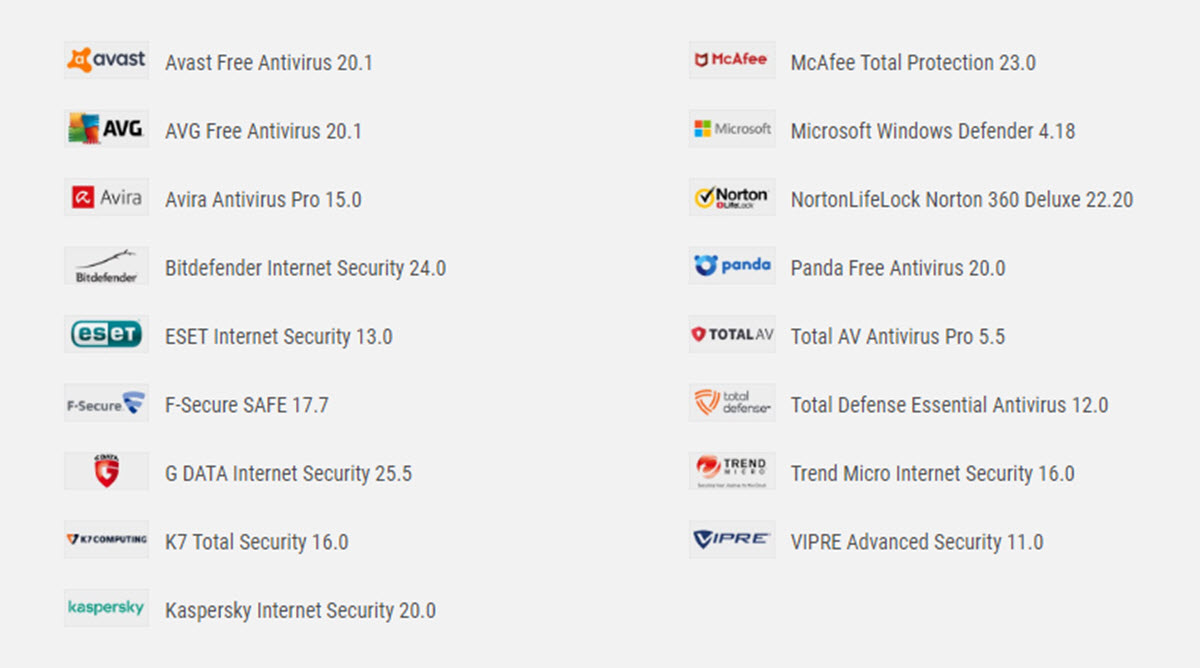 avast Avast Free Antivirus 20.1
AVG Avg Free Antivirus 20.1
Avira Avira Antivirus Pro 15.0
Bitdefender Bitdefender Internet Security 24.0
eseT ESET Internet Security 13.0
F-Secure. F-Secure SAFE 17.7
G DATA G DATA Internet Security 25.5
K7 COMPUTING K7 Total Security 16.0
kaspersky Kaspersky Internet Security 20.0
McAfee McAfee Total Protection 23.0
Microsoft Microsoft Windows Defender 4.18
Norton LifeLock NortonLifeLock Norton 360 Deluxe 22.20
panda Panda Free Antivirus 20.0
TOTAL AV Total AV Antivirus Pro 5.5
total defense Total Defense Essential Antivirus 12.0
TREND MICRO Trend Micro Internet Security 16.0
VIPRE VIPRE Advanced Security 11.0